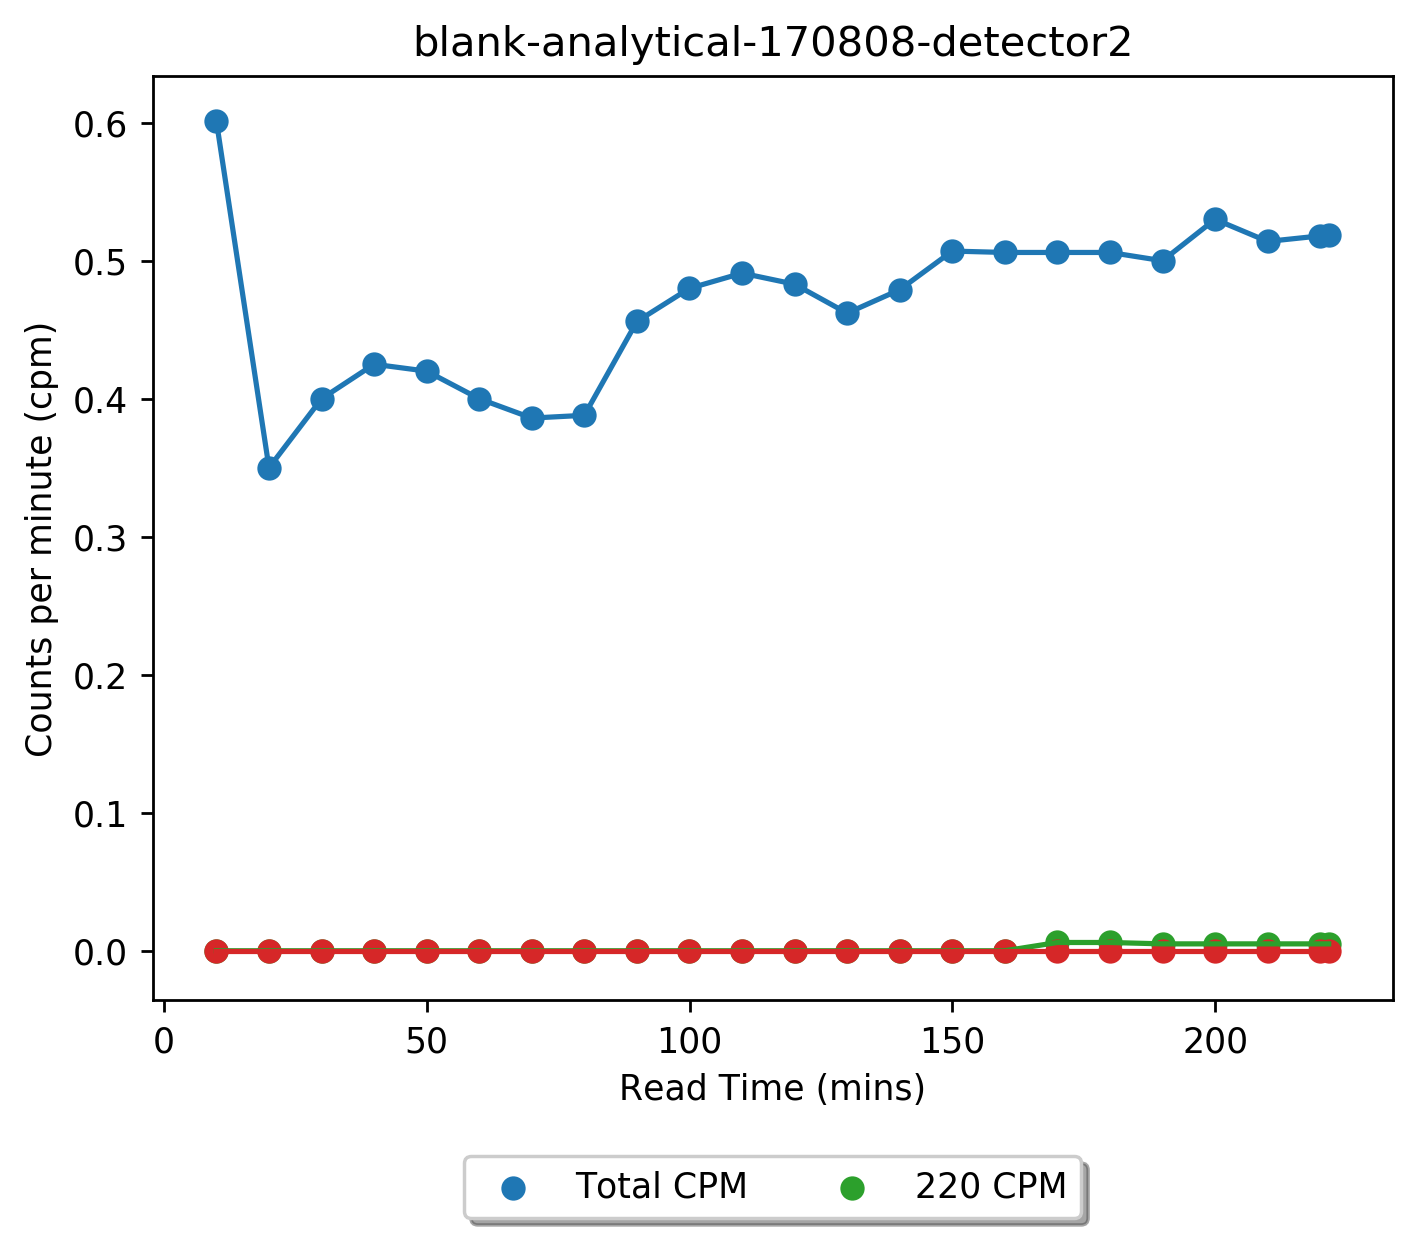 blank-analytical-170808-detector2
Counts per minute (cpm)
0.6
0.5
0.4
0.3
0.2
0.1
0.0
0 50 100 150 200
Read Time (mins)
Total CPM 220 CPM